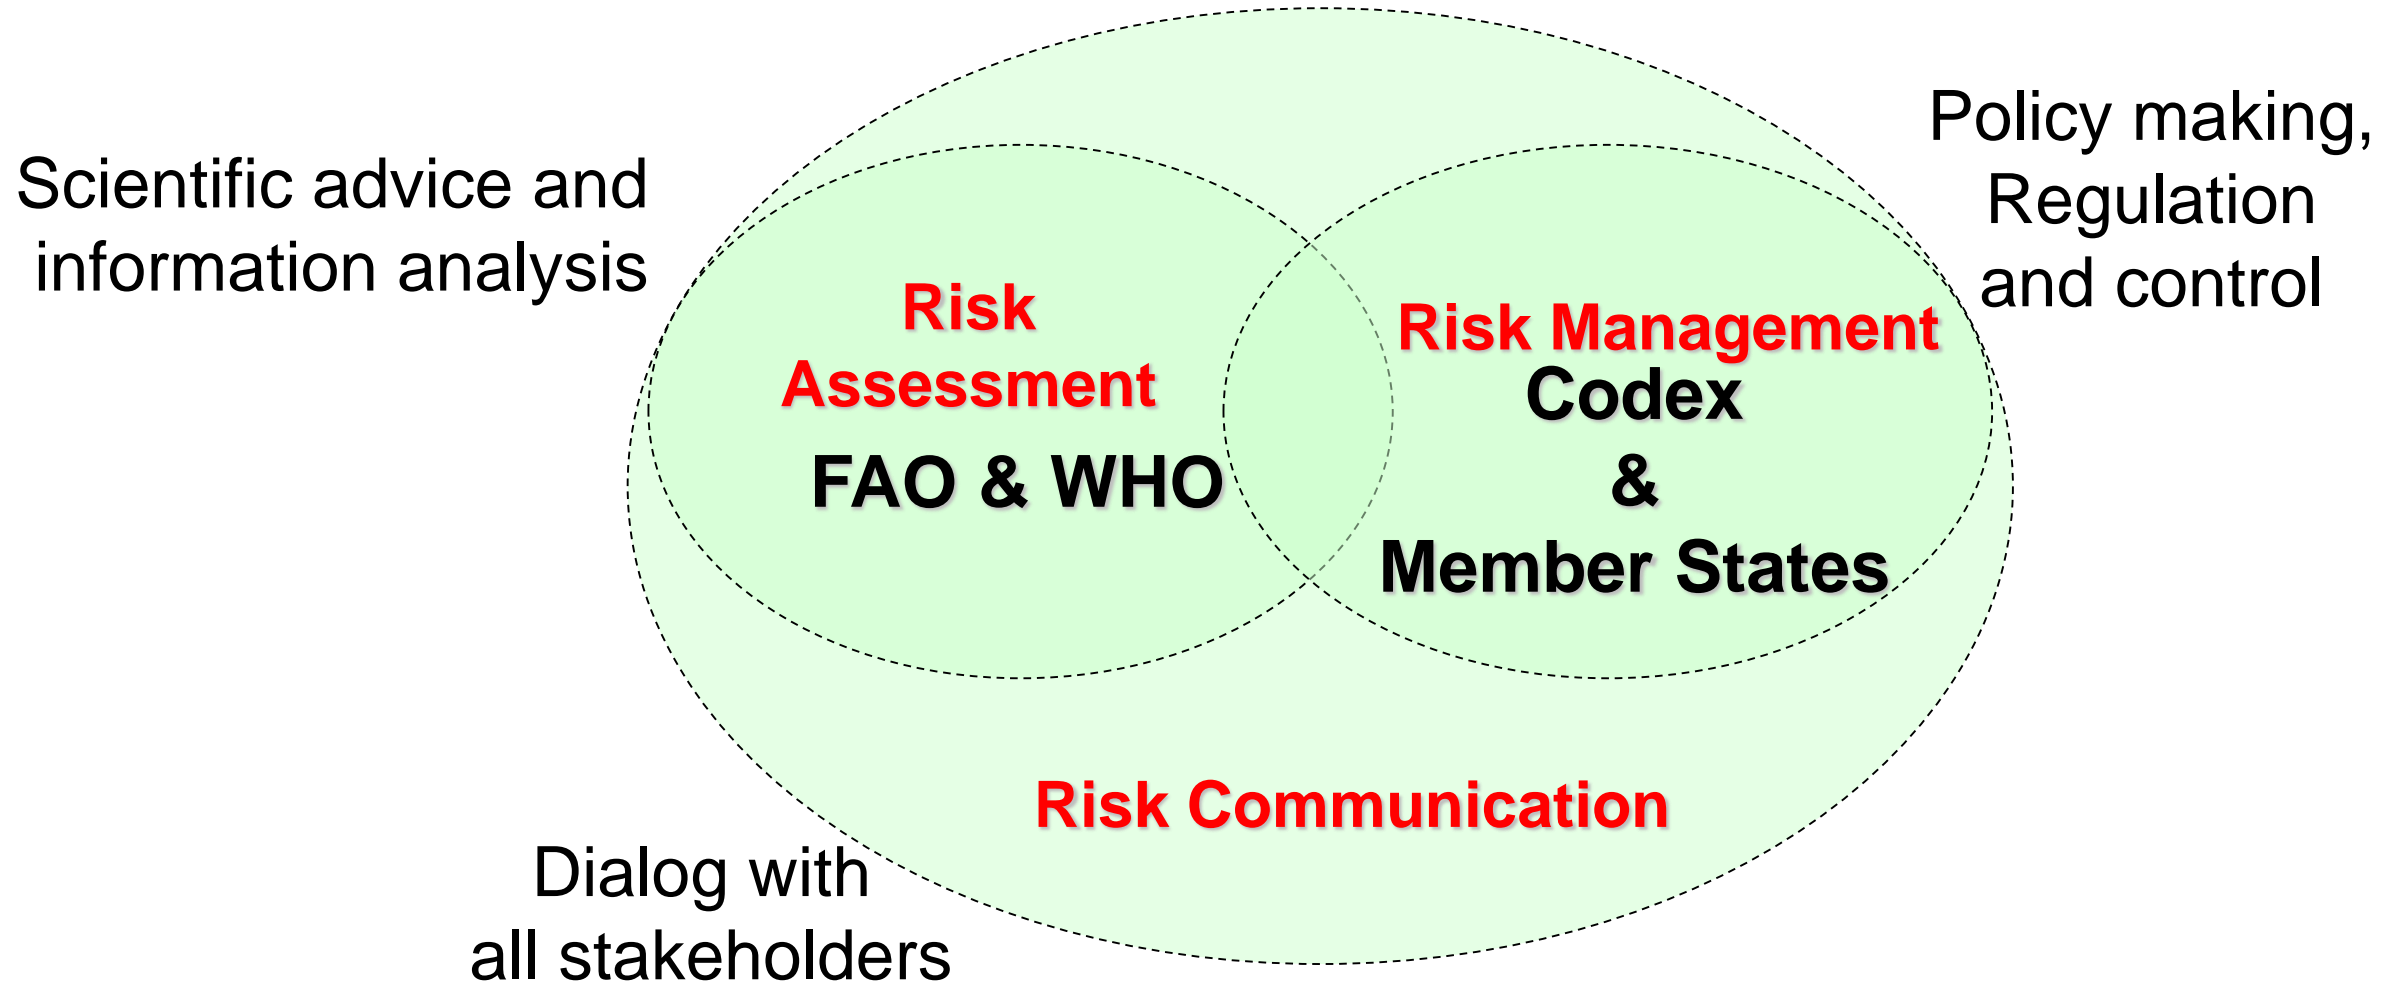 Scientific advice and
information analysis
Policy making,
Regulation
and control
Risk
Assessment
FAO & WHO
Risk Management
Codex
&
Member States
Risk Communication
Dialog with
all stakeholders